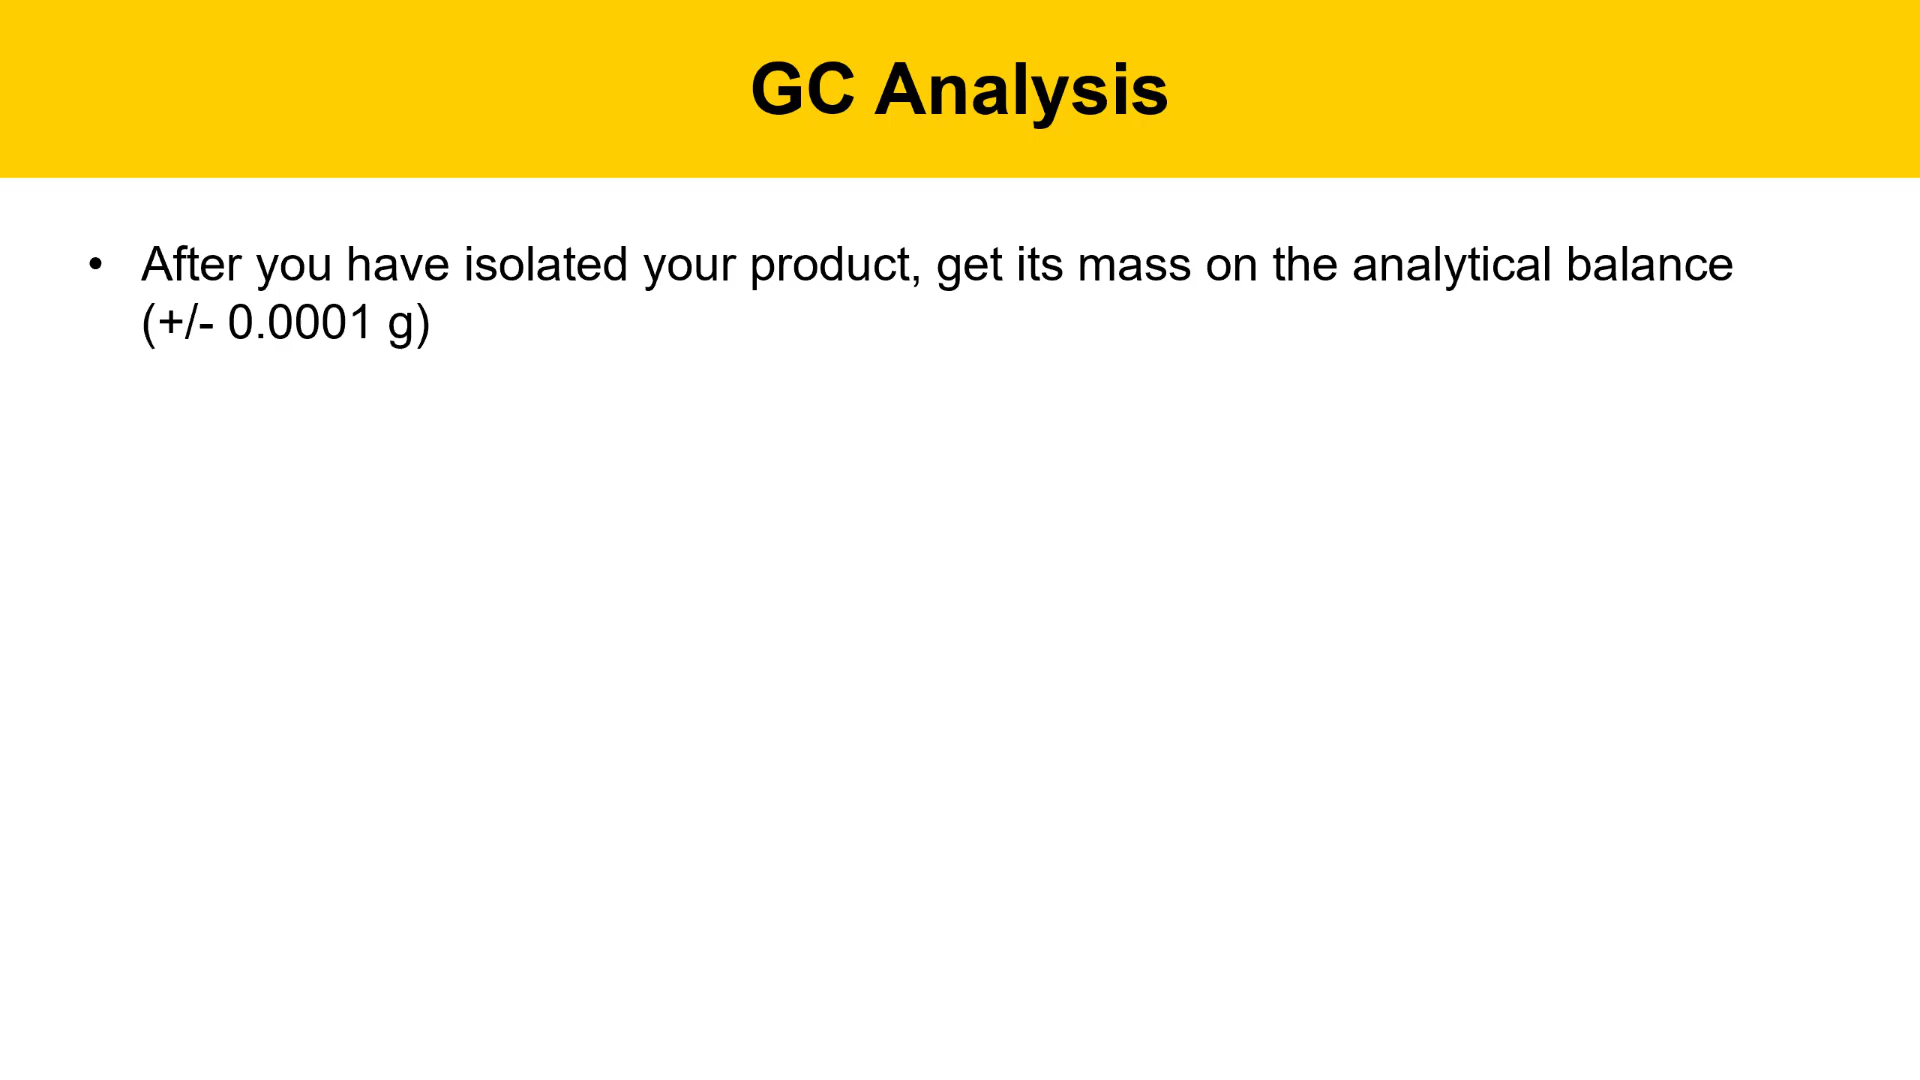 GC Analysis
• After you have isolated your product, get its mass on the analytical balance
(+/- 0.0001 g)